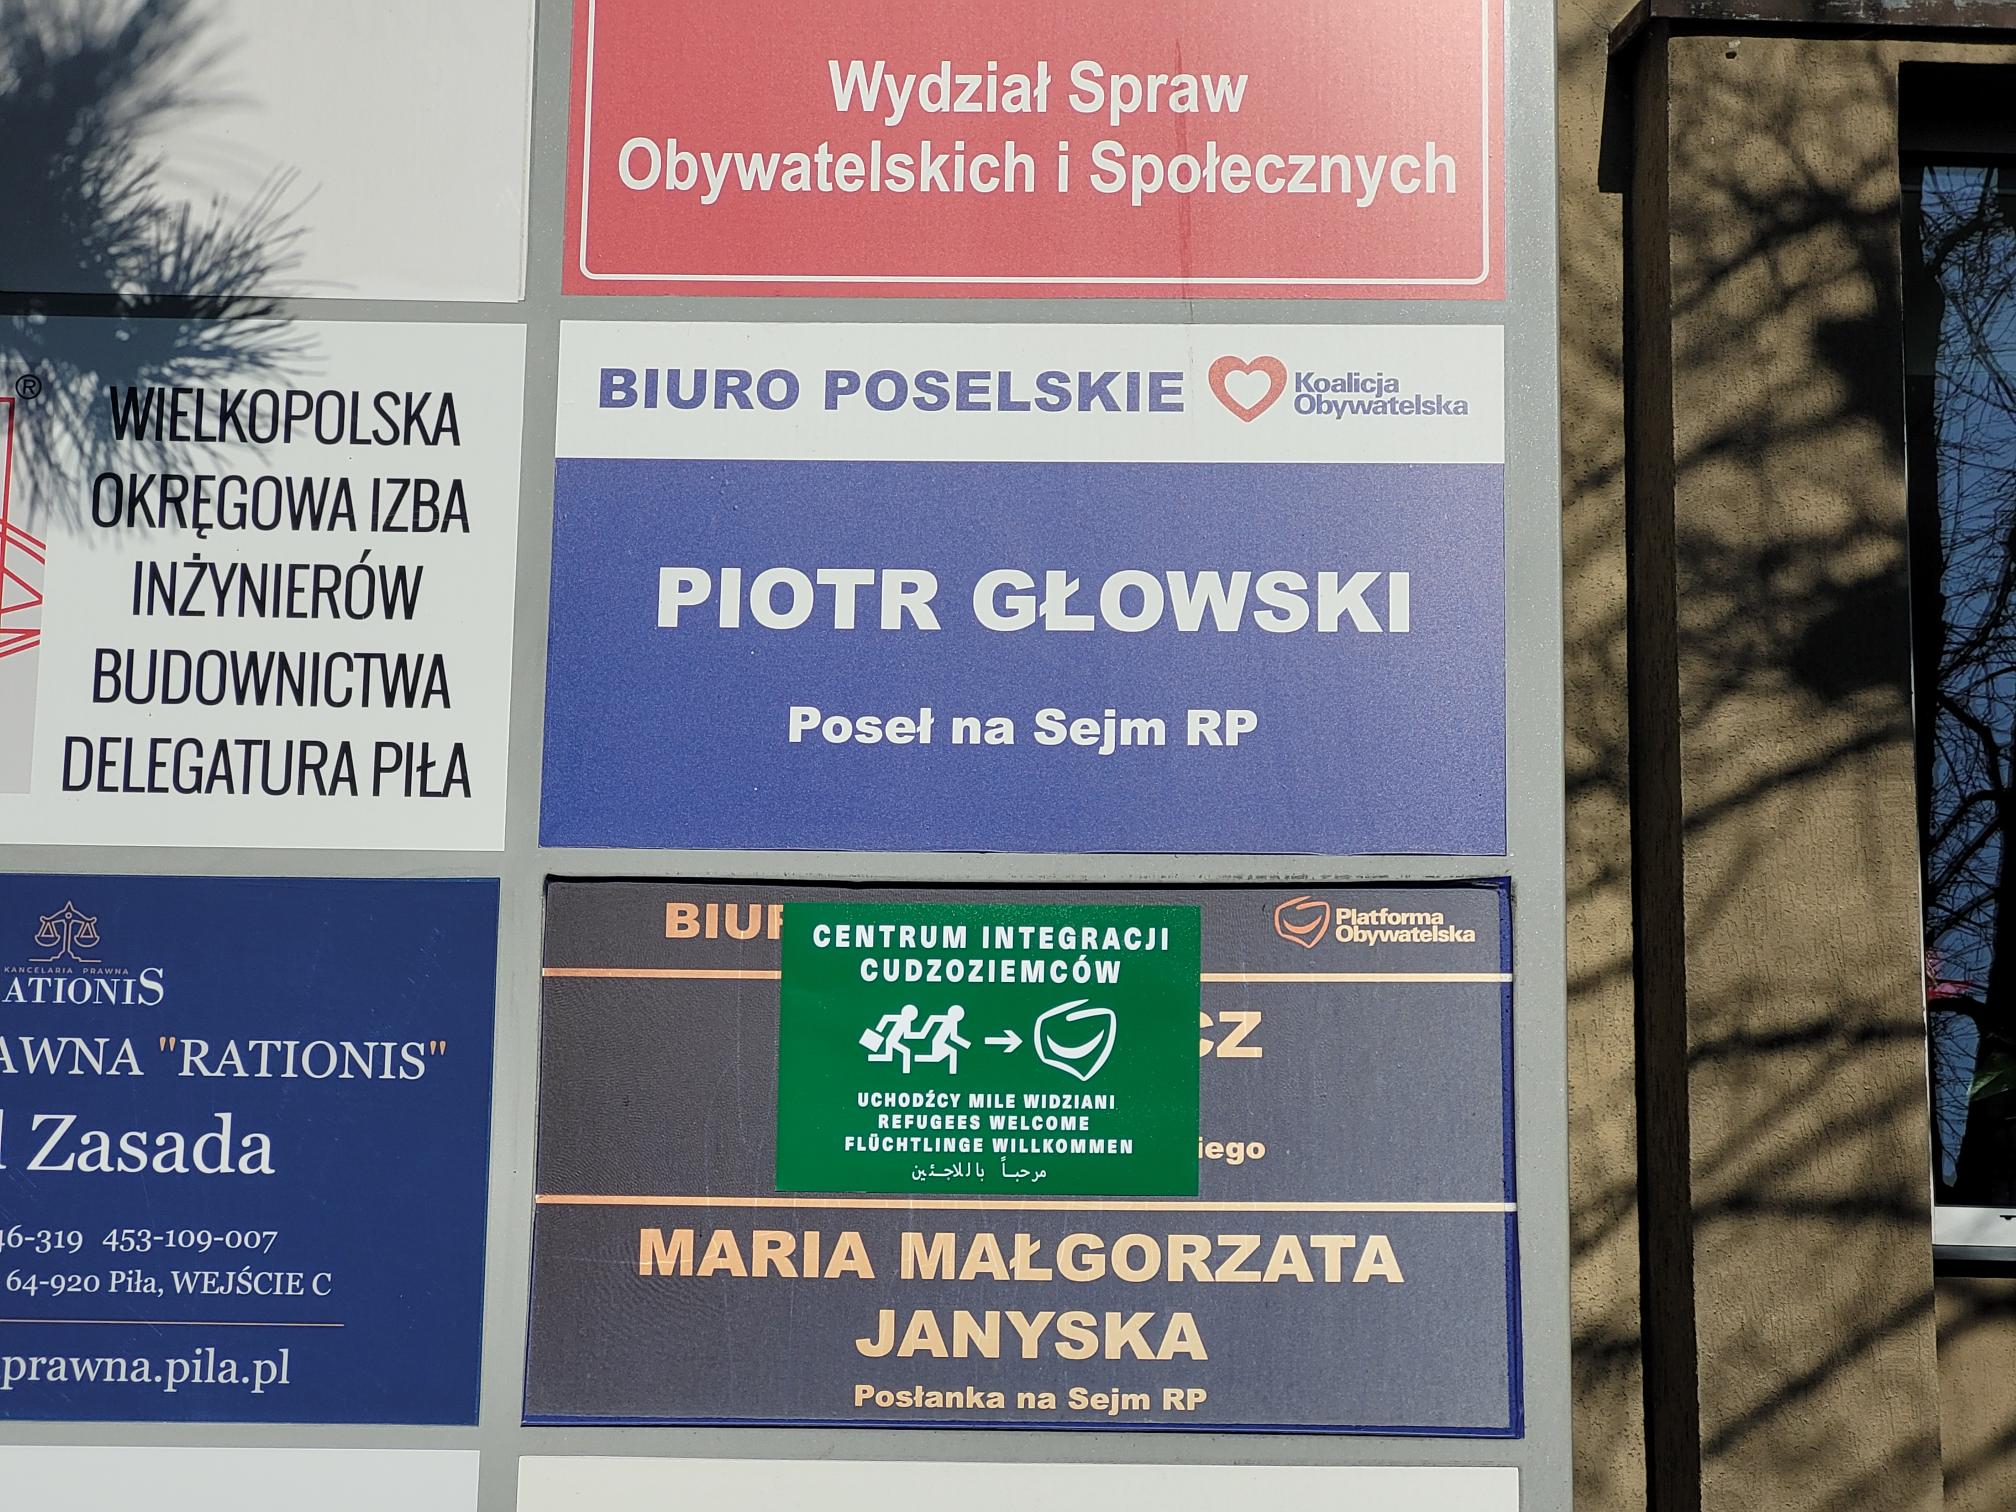 Wydział Spraw
Obywatelskich i Społecznych
®
WIELKOPOLSKA
OKRĘGOWA IZBA
INŻYNIERÓW
BUDOWNICTWA
DELEGATURA PIŁA
BIURO POSELSKIE
Koalicja
Obywatelska
PIOTR GŁOWSKI
Poseł na Sejm RP
KANCELARIA PRAWNA
ATIONIS
AWNA "RATIONIS"
Zasada
46-319 453-109-007
64-920 Piła, WEJŚCIE C
prawna.pila.pl
BIUR
Platforma
Obywatelska
CENTRUM INTEGRACJI
CUDZOZIEMCÓW
UCHODŹCY MILE WIDZIANI
REFUGEES WELCOME
FLÜCHTLINGE WILLKOMMEN
مرحباً باللاجئين
CZ
iego
MARIA MAŁGORZATA
JANYSKA
Posłanka na Sejm RP